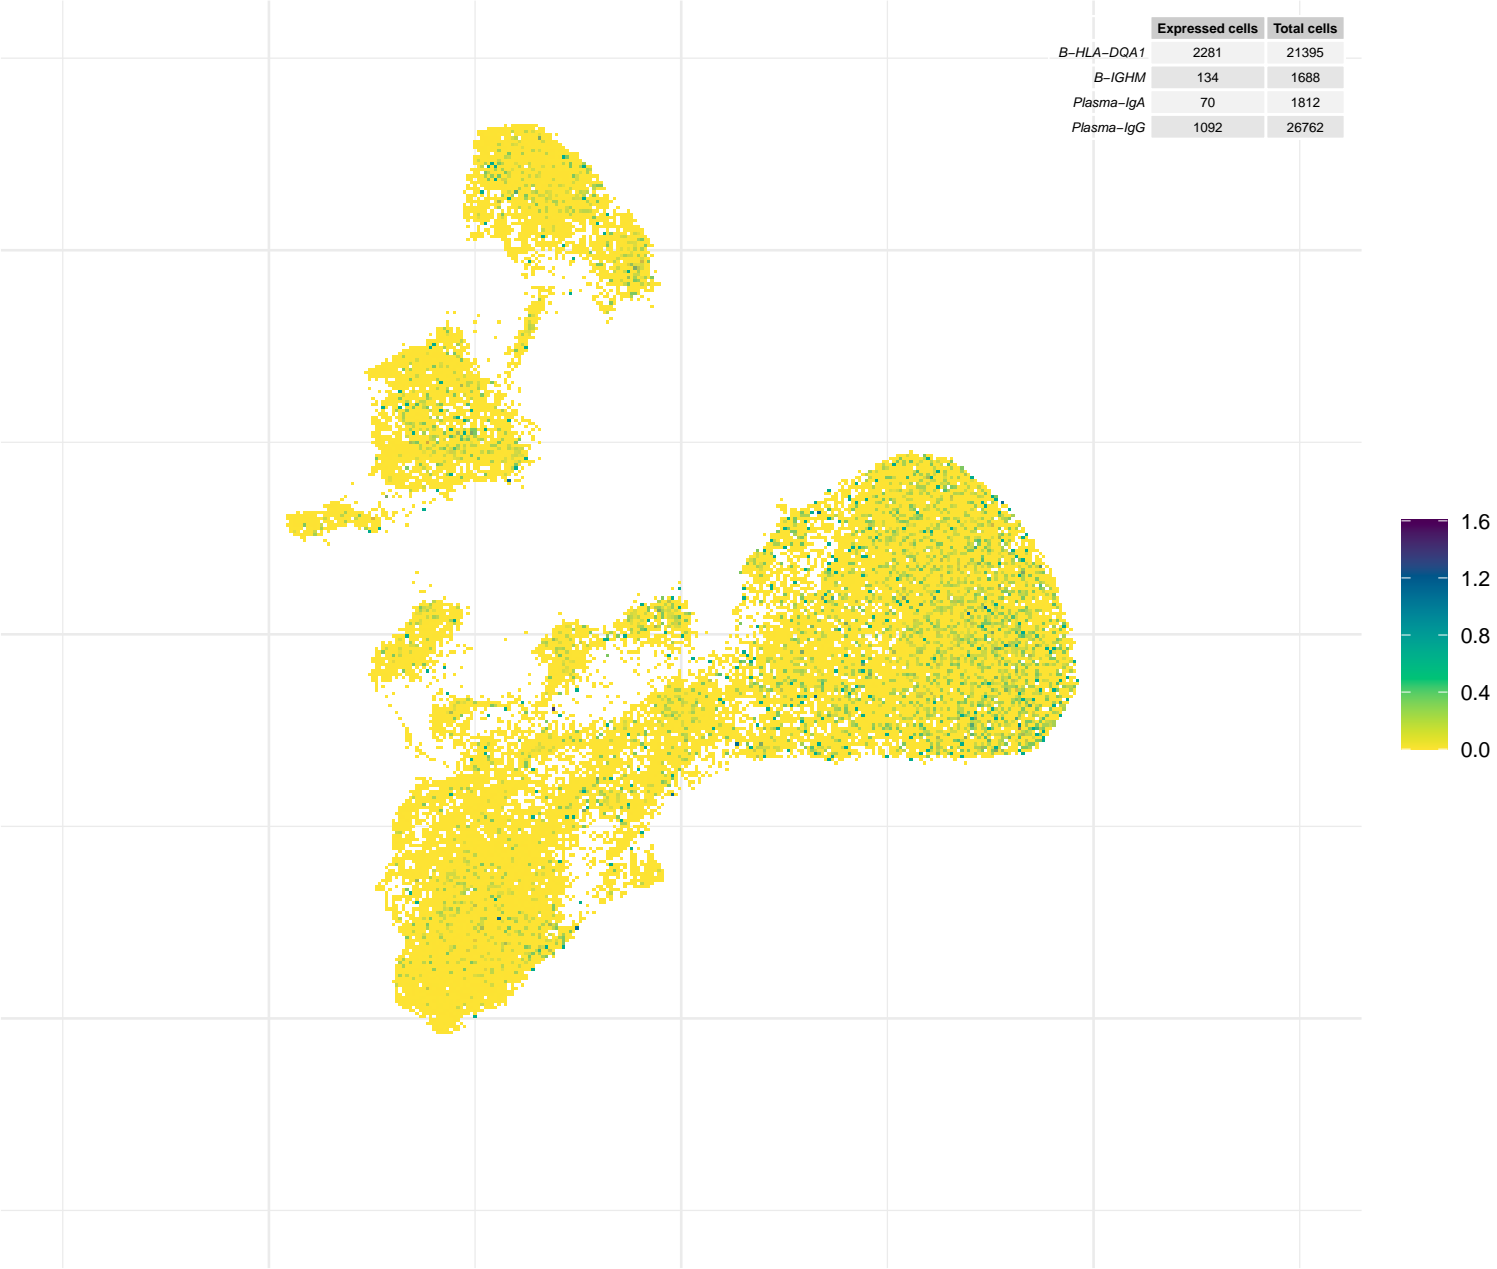 Expressed cells Total cells
B−HLA−DQA1 2281 21395
B−IGHM 134 1688
Plasma−IgA 70 1812
Plasma−IgG 1092 26762
1.6
1.2
0.8
0.4
0.0